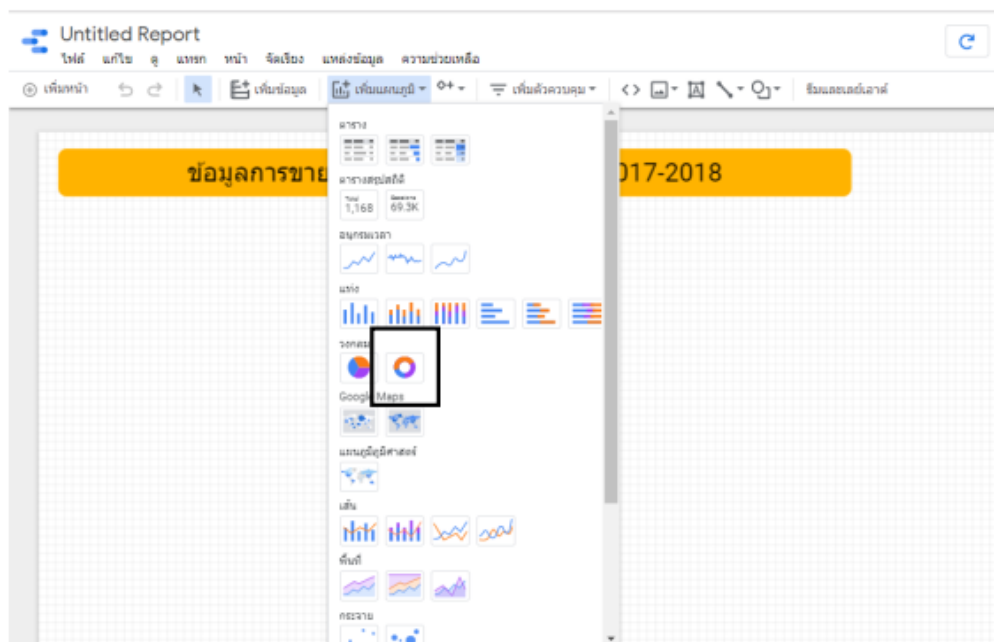 Untitled Report
ไฟล์ แก้ไข ดู แทรก หน้า จัดเรียง แหล่งข้อมูล ความช่วยเหลือ
เพิ่มหน้า เพิ่มข้อมูล เพิ่มแผนภูมิ เพิ่มตัวควบคุม ธีมและเลย์เอาต์
ตาราง
ข้อมูลการขาย 017-2018
ตารางสรุปสถิติ
Total
1,168 69.3K
อนุกรมเวลา
แท่ง
วงกลม
Google Maps
แผนภูมิภูมิศาสตร์
เส้น
พื้นที่
กระจาย